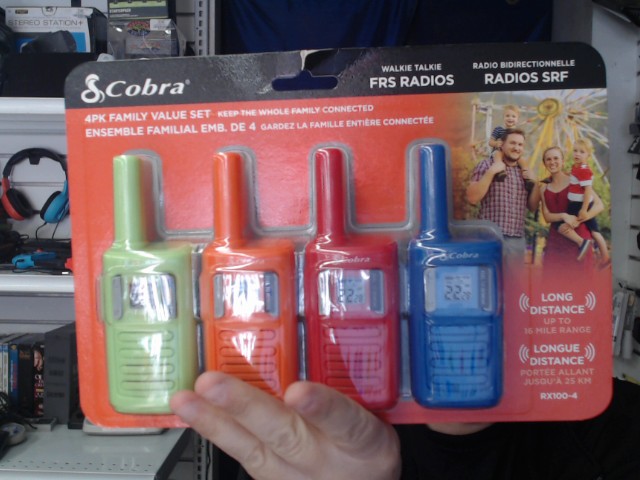 STEREO STATION+
Cobra®
WALKIE TALKIE
FRS RADIOS
RADIO BIDIRECTIONNELLE
RADIOS SRF
4PK FAMILY VALUE SET KEEP THE WHOLE FAMILY CONNECTED
ENSEMBLE FAMILIAL EMB. DE 4 GARDEZ LA FAMILLE ENTIÈRE CONNECTÉE
Cobra
Cobra
LONG
DISTANCE
UP TO
16 MILE RANGE
LONGUE
DISTANCE
PORTÉE ALLANT
JUSQU'À 25 KM
RX100-4